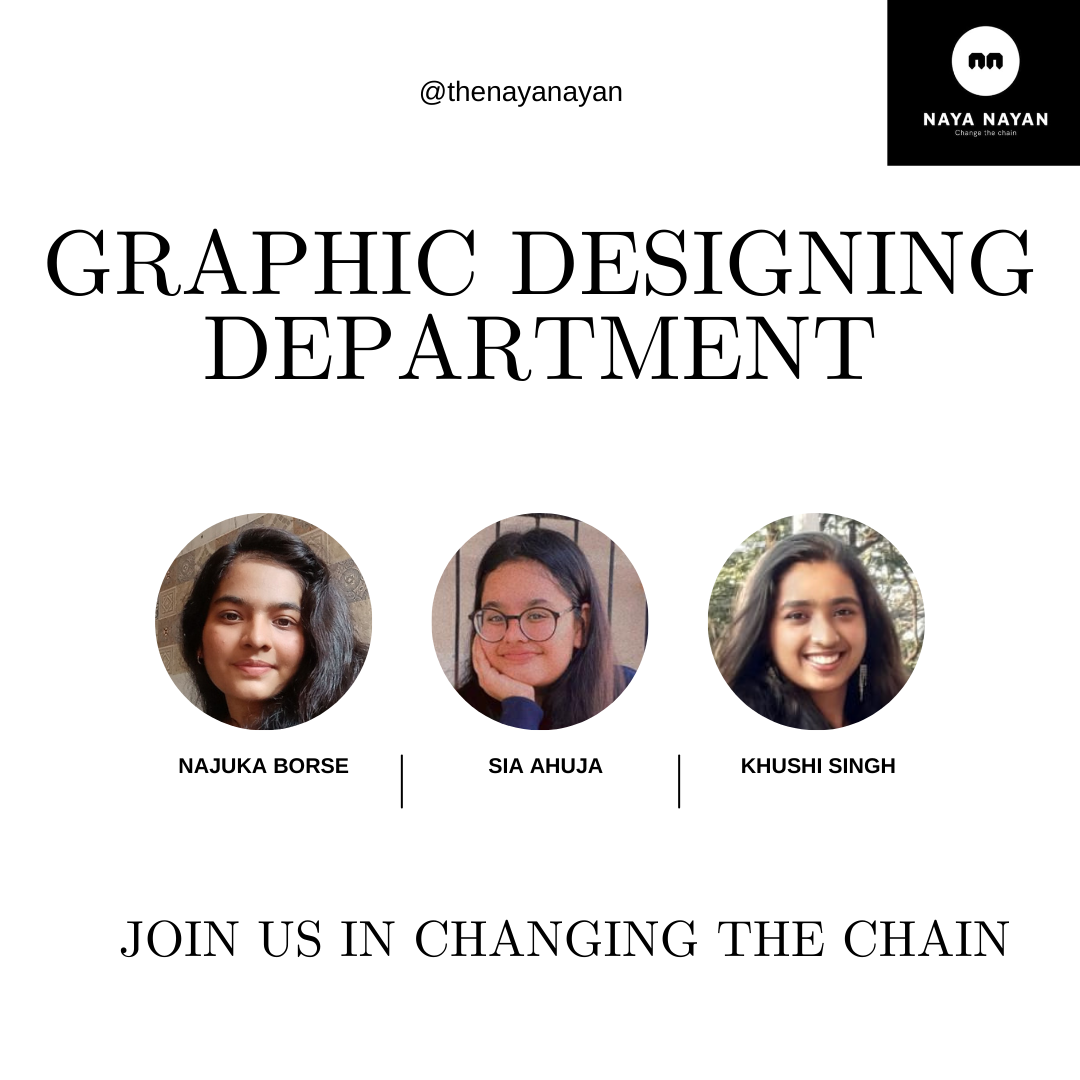 @thenayanayan
nn
NAYA NAYAN
Change the chain
GRAPHIC DESIGNING
DEPARTMENT
NAJUKA BORSE
SIA AHUJA
KHUSHI SINGH
JOIN US IN CHANGING THE CHAIN